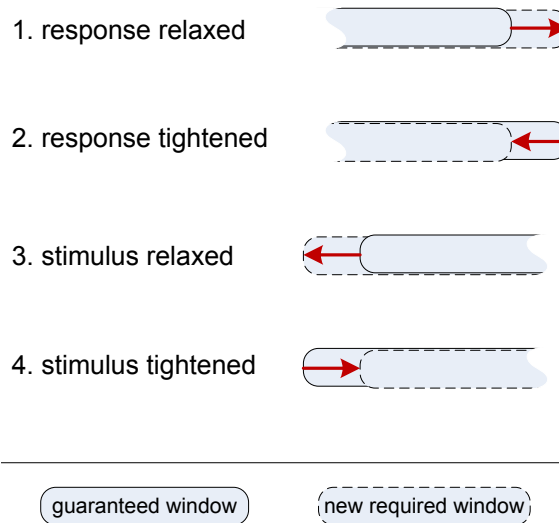 1. response relaxed
2. response tightened
3. stimulus relaxed
4. stimulus tightened
guaranteed window
new required window